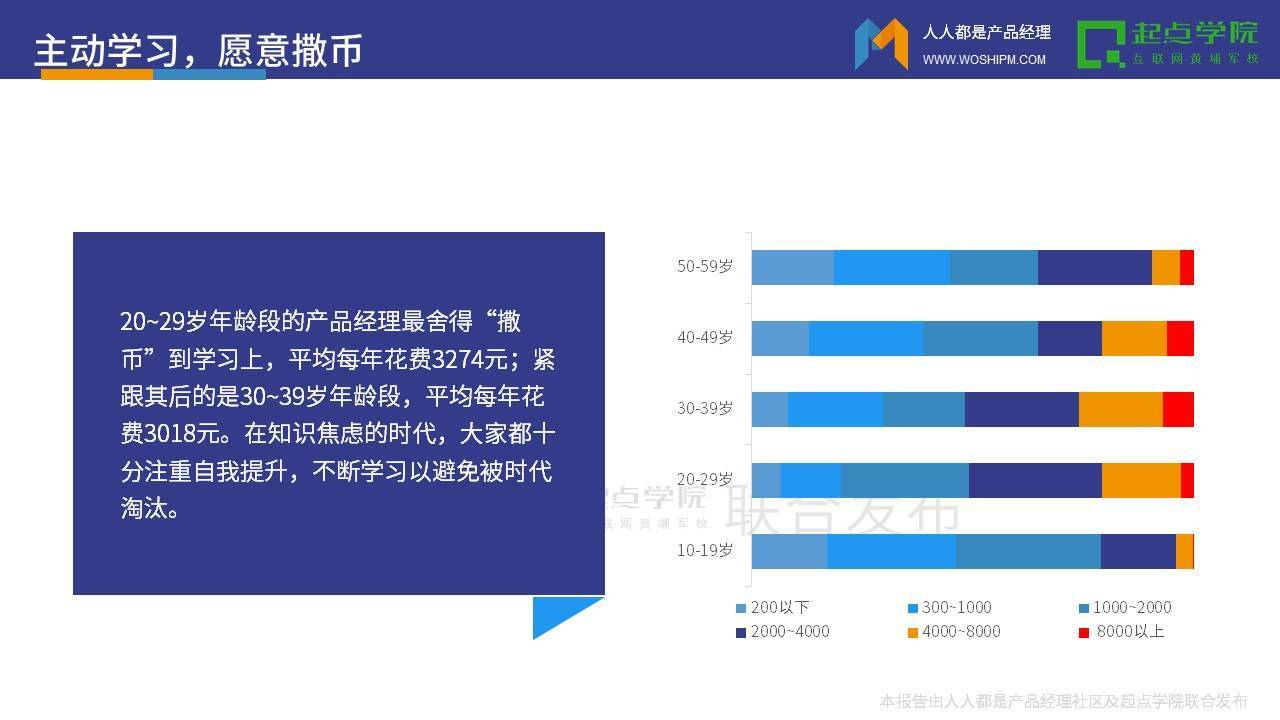 主动学习，愿意撒币
人人都是产品经理
WWW.WOSHIPM.COM
起点学院
互联网黄埔军校
20~29岁年龄段的产品经理最舍得“撒
币”到学习上，平均每年花费3274元；紧
跟其后的是30~39岁年龄段，平均每年花
费3018元。在知识焦虑的时代，大家都十
分注重自我提升，不断学习以避免被时代
淘汰。
50-59岁
40-49岁
30-39岁
20-29岁
10-19岁
点学院 联合发布
联网黄埔军校
200以下
300~1000
1000~2000
2000~4000
4000~8000
8000以上
本报告由人人都是产品经理社区及起点学院联合发布